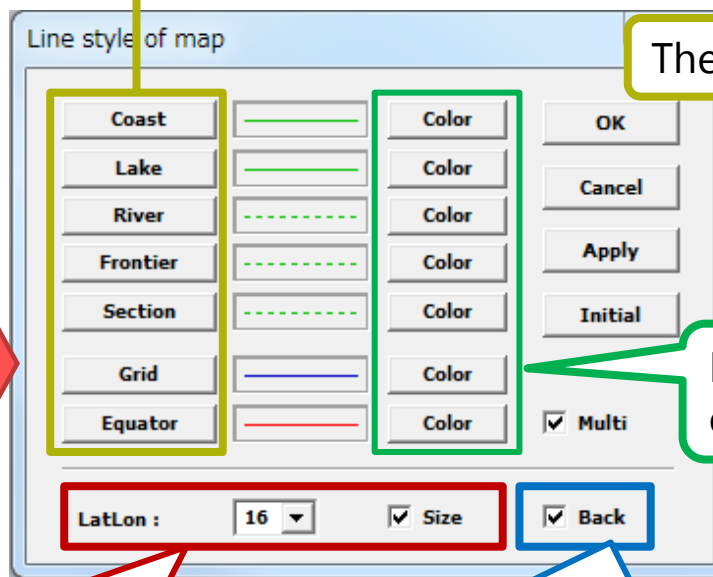 Line style of map
The
Coast Color OK
Lake Color Cancel
River Color
Frontier Color Apply
Section Color Initial
Grid Color
Equator Color Multi
LatLon : 16 Size Back